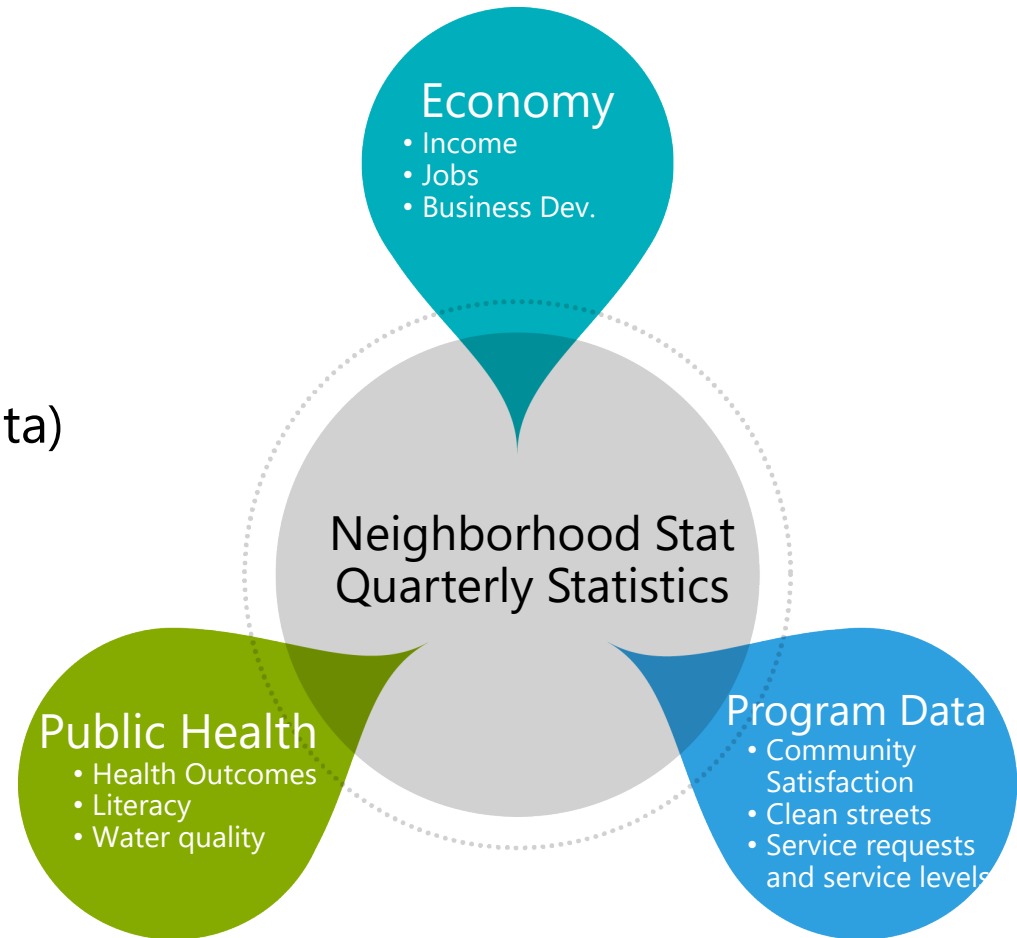 Economy
• Income
• Jobs
• Business Dev.
ta)
Neighborhood Stat
Quarterly Statistics
Public Health
• Health Outcomes
• Literacy
• Water quality
Program Data
• Community
Satisfaction
• Clean streets
• Service requests
and service levels